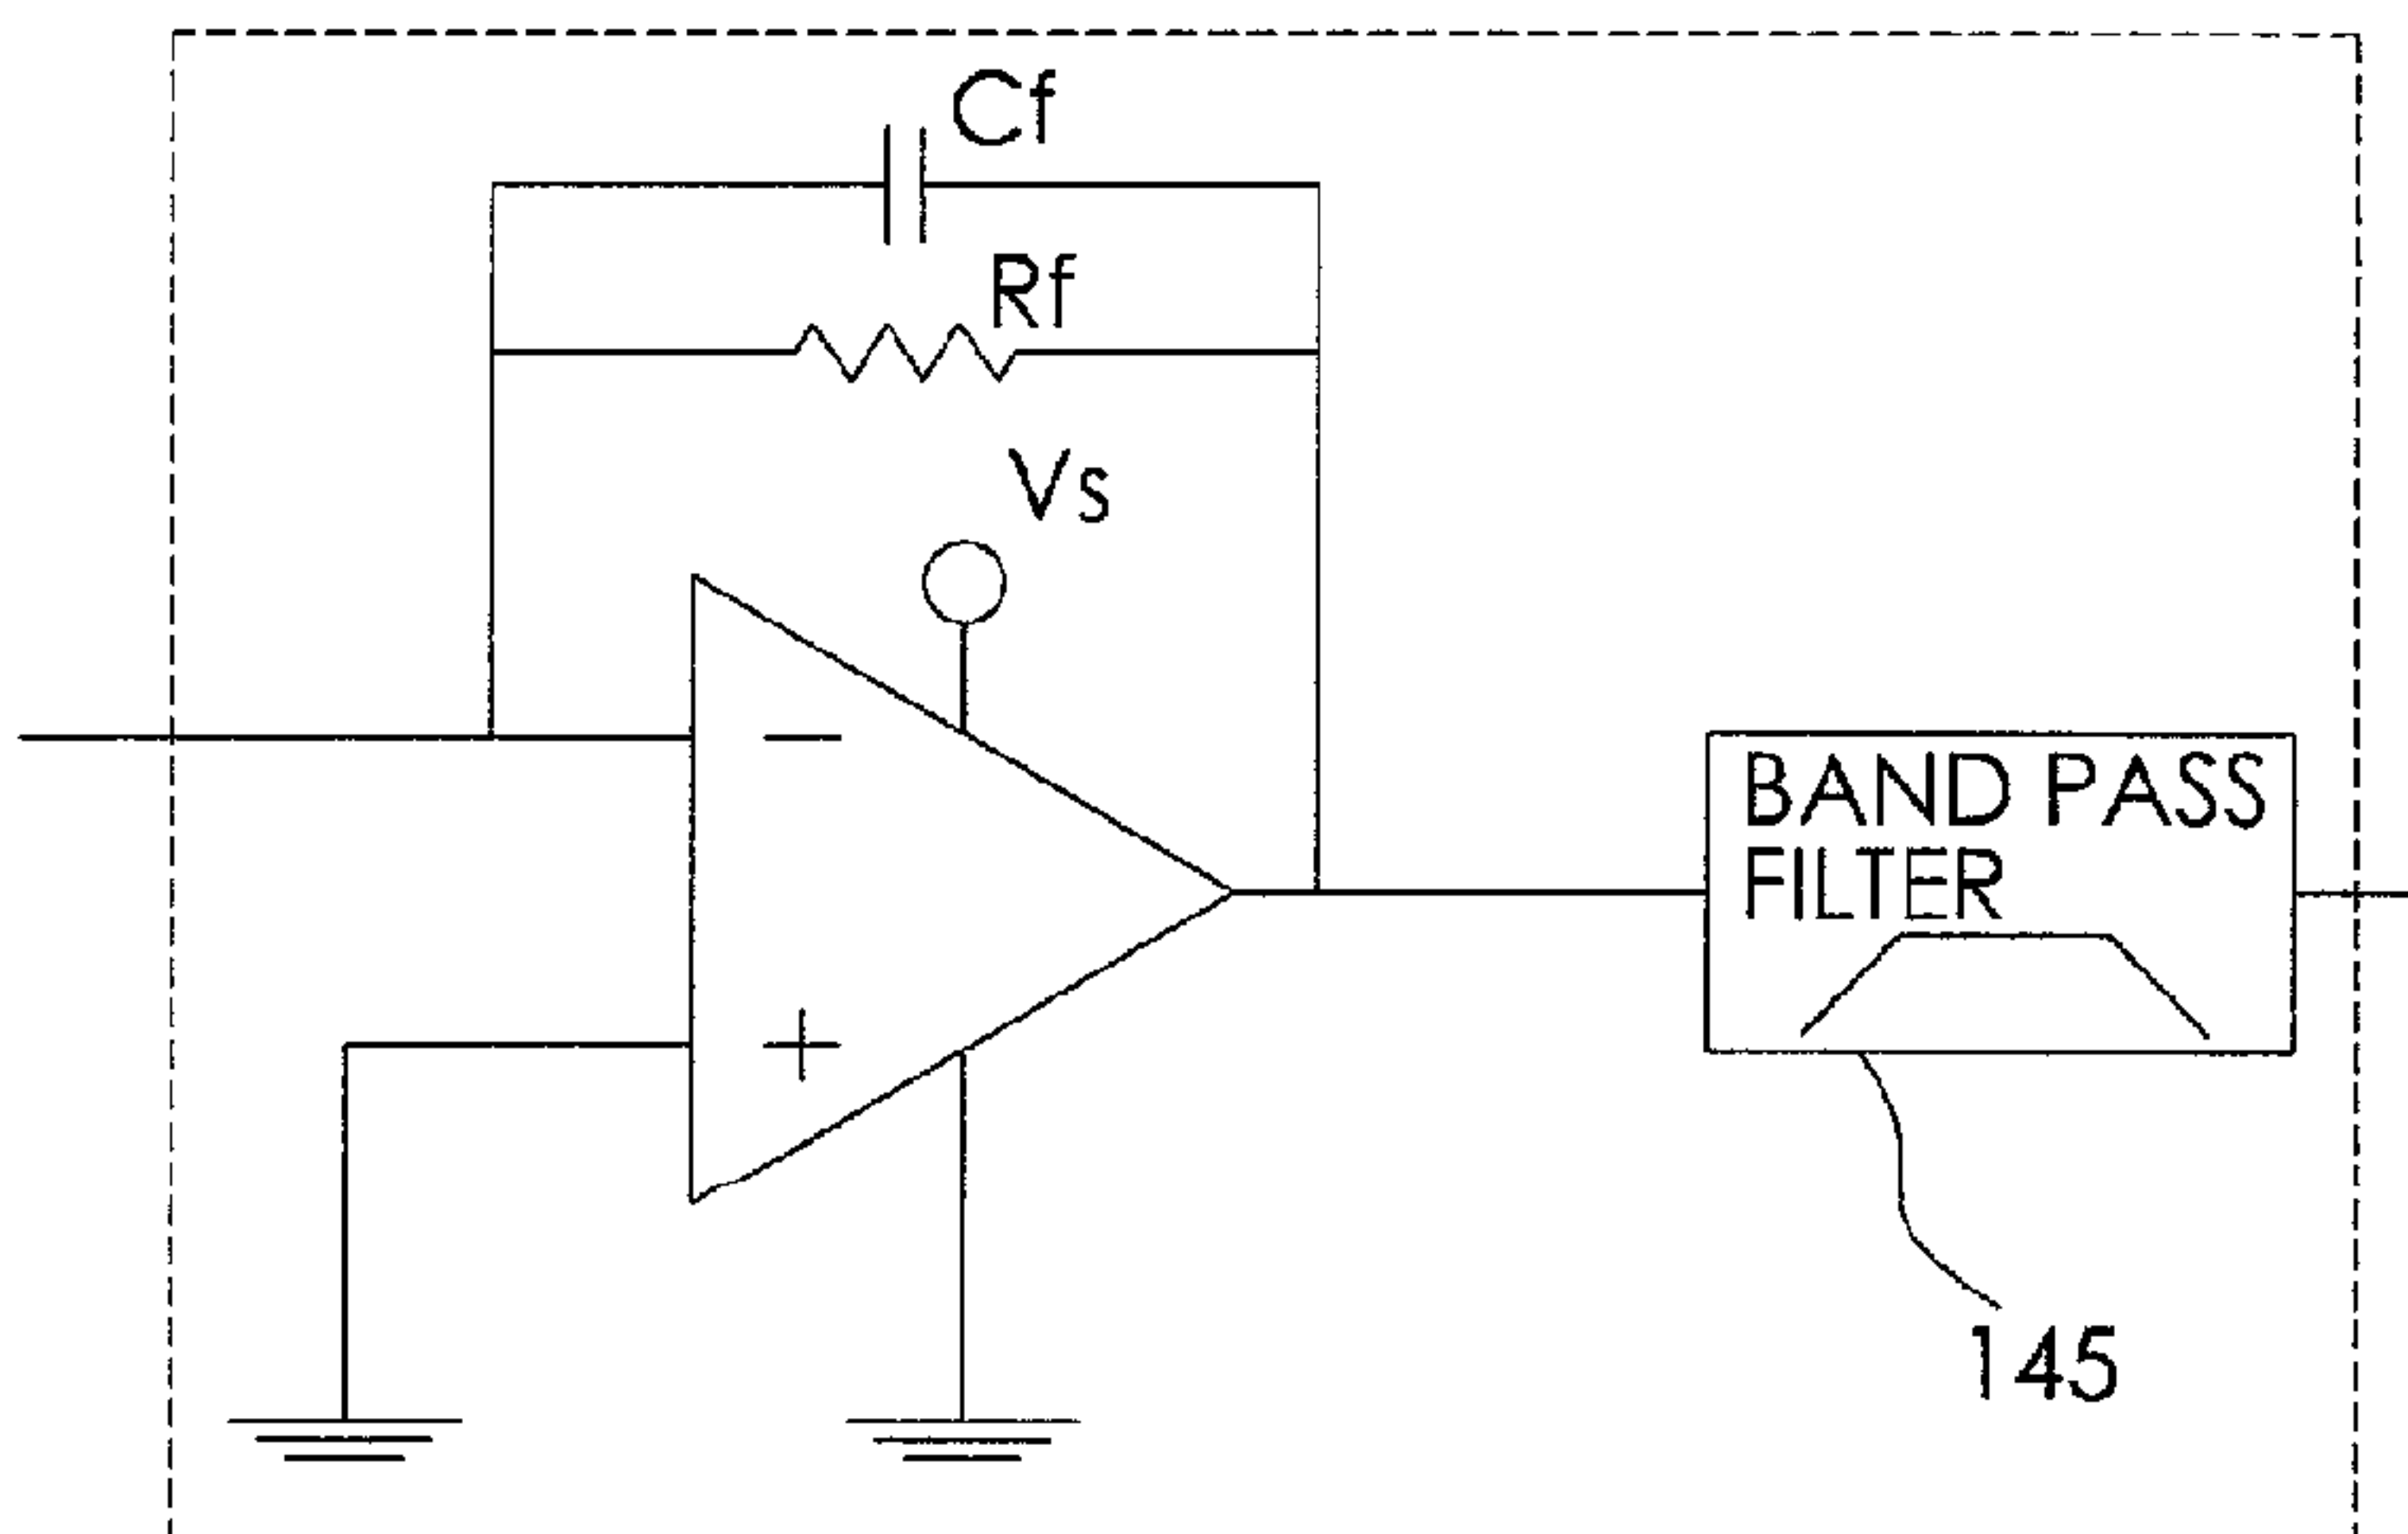 Cf
Rf
Vs
−
+
BAND PASS
FILTER
145